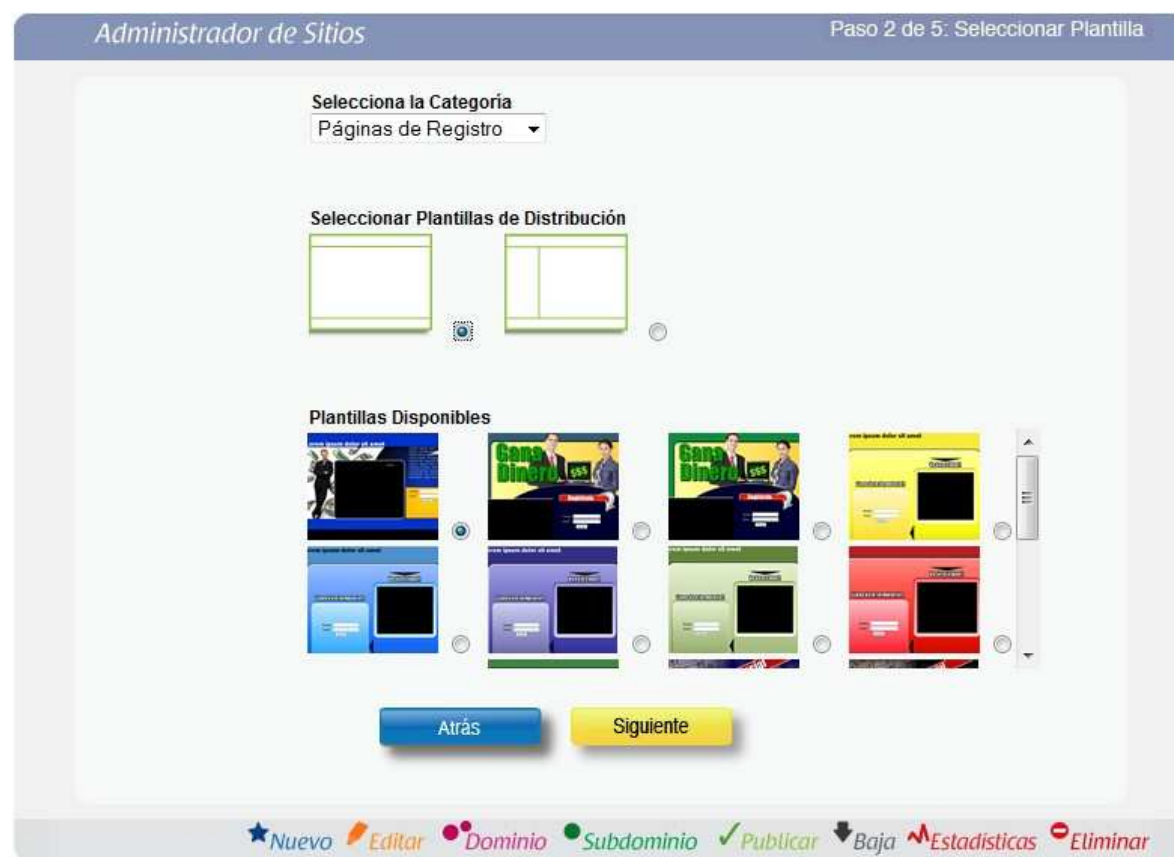 Administrador de Sitios
Paso 2 de 5: Seleccionar Plantilla
Selecciona la Categoría
Páginas de Registro
Seleccionar Plantillas de Distribución
Plantillas Disponibles
Gana Dinero $$$
Gana Dinero $$$
Atrás
Siguiente
Nuevo Editar Dominio Subdominio Publicar Baja Estadísticas Eliminar